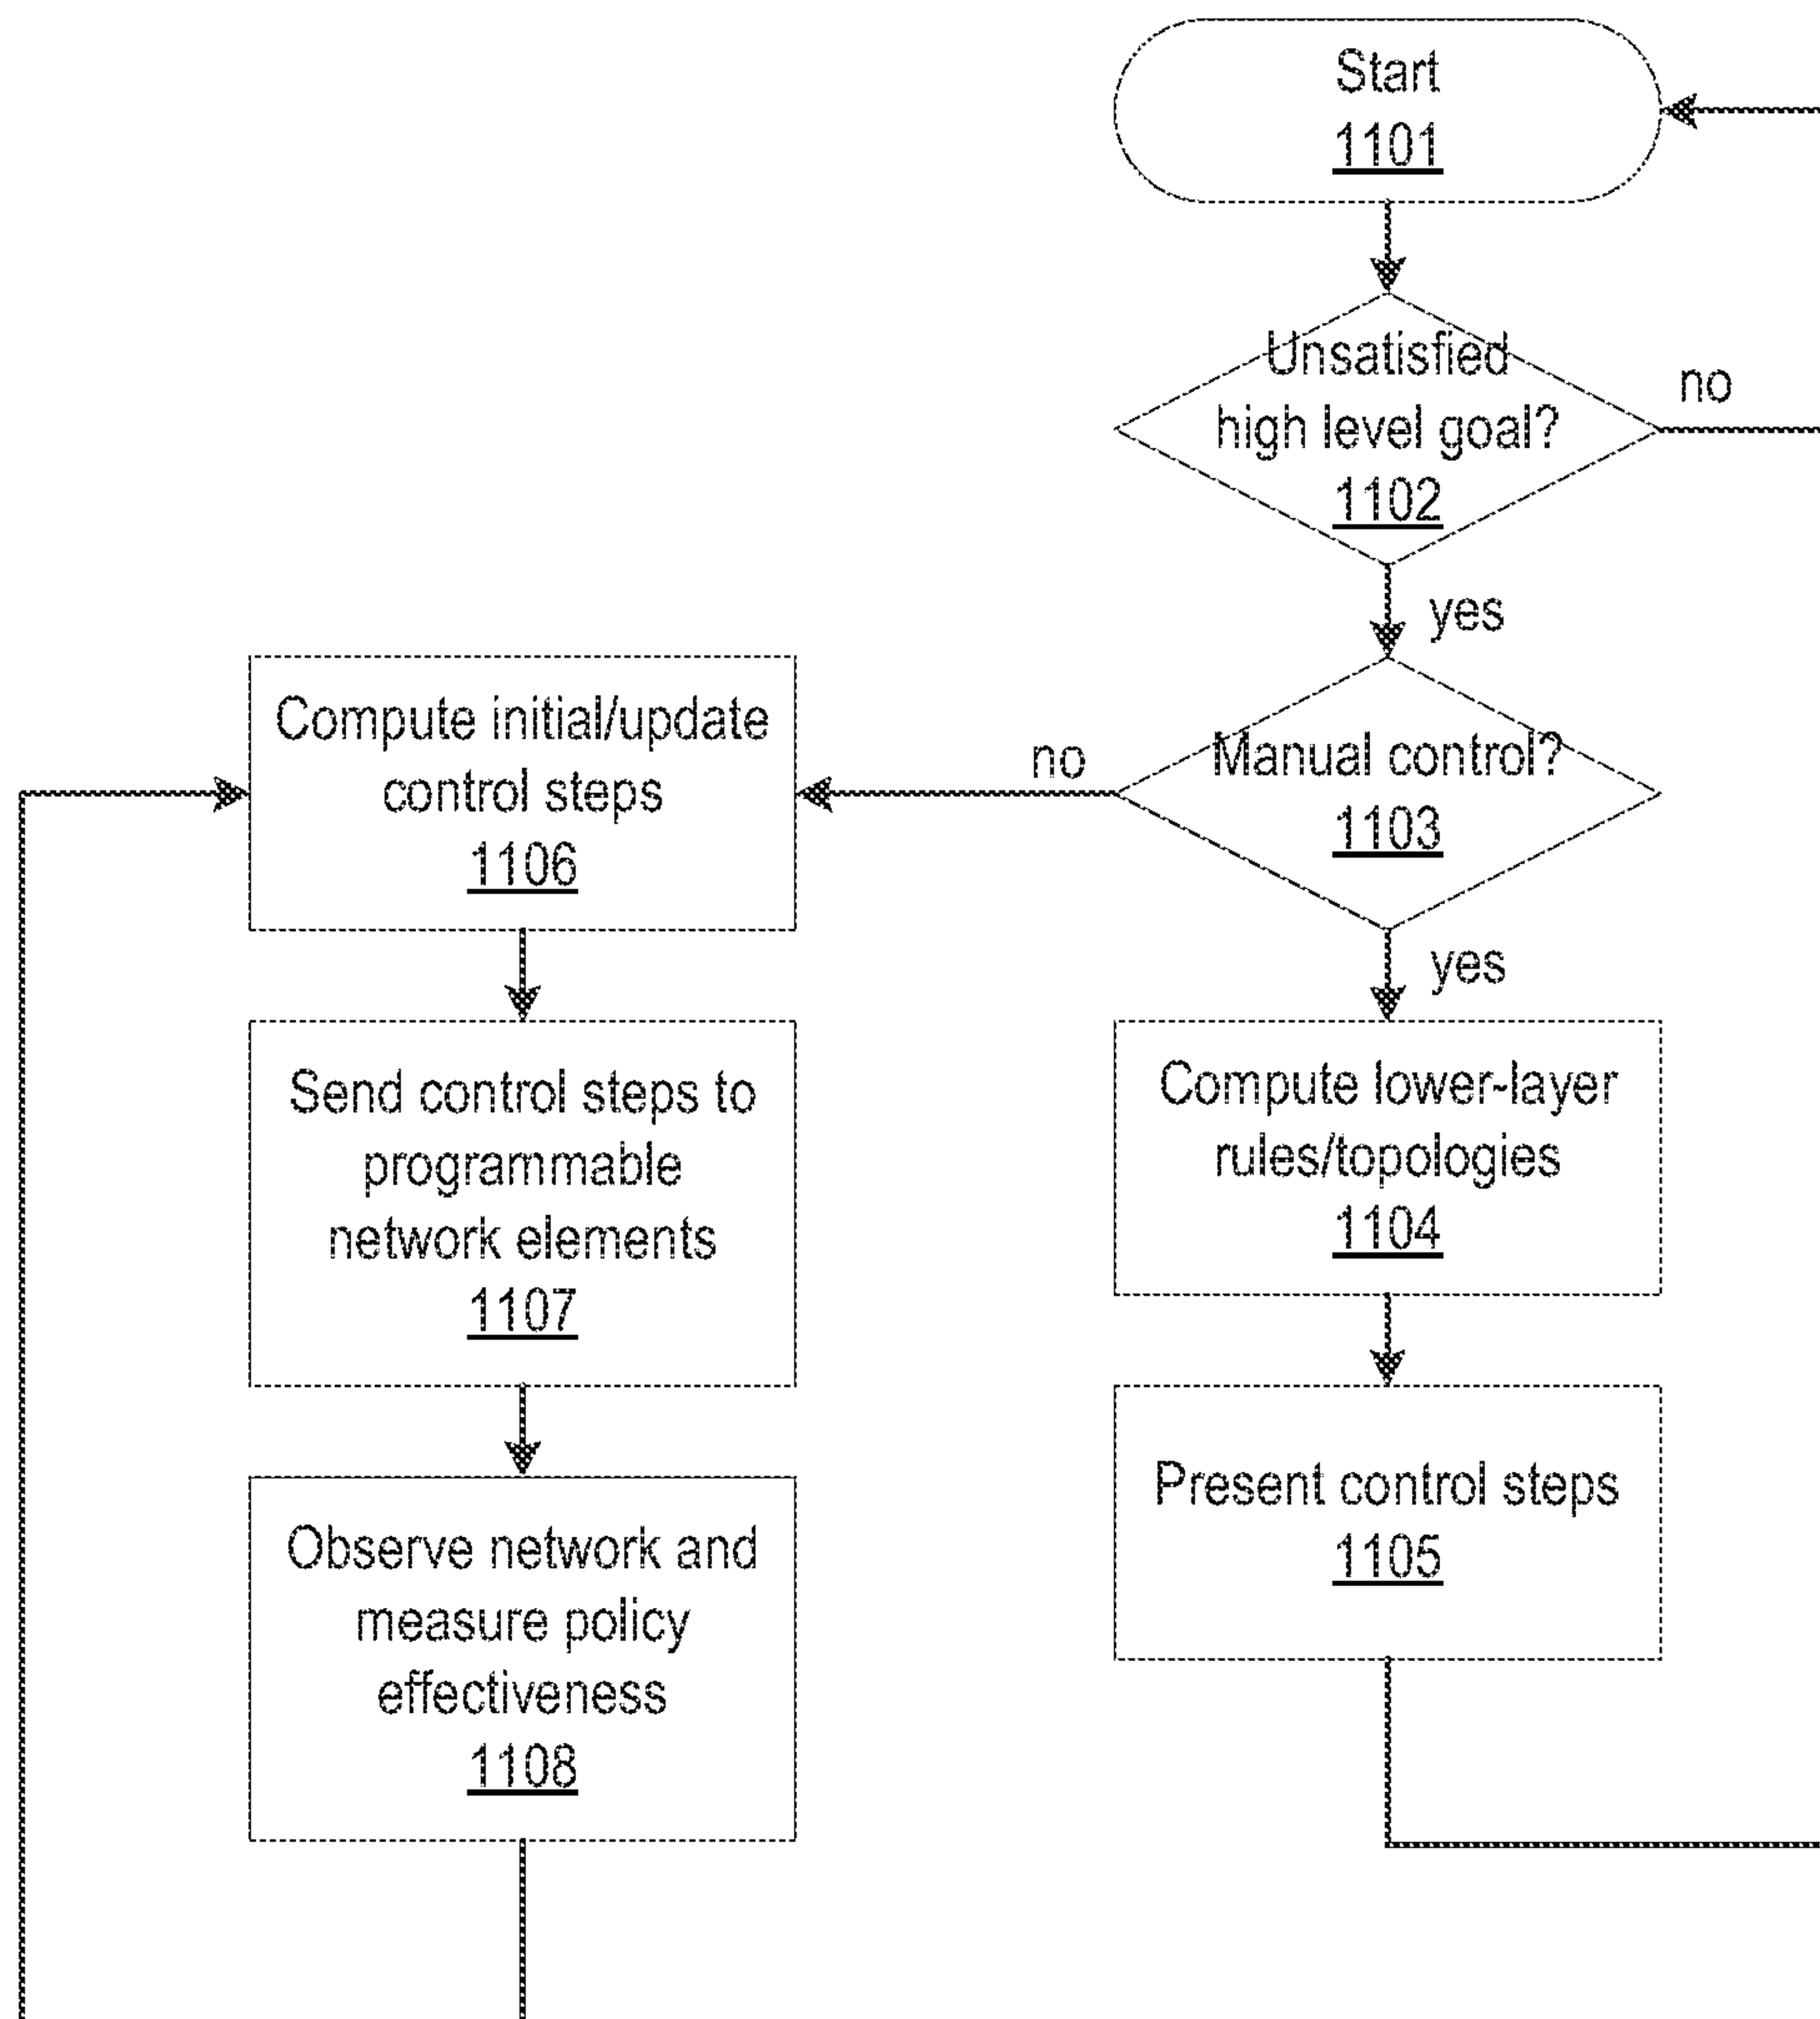 Start
1101
Unsatisfied
high level goal?
1102
no
yes
Manual control?
1103
no
yes
Compute initial/update
control steps
1106
Send control steps to
programmable
network elements
1107
Observe network and
measure policy
effectiveness
1108
Compute lower-layer
rules/topologies
1104
Present control steps
1105